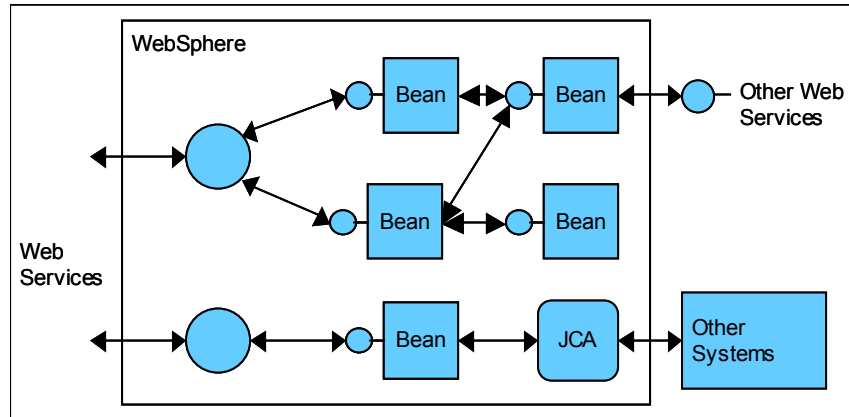 WebSphere
Bean
Bean
Other Web
Services
Bean
Bean
Web
Services
Bean
JCA
Other
Systems